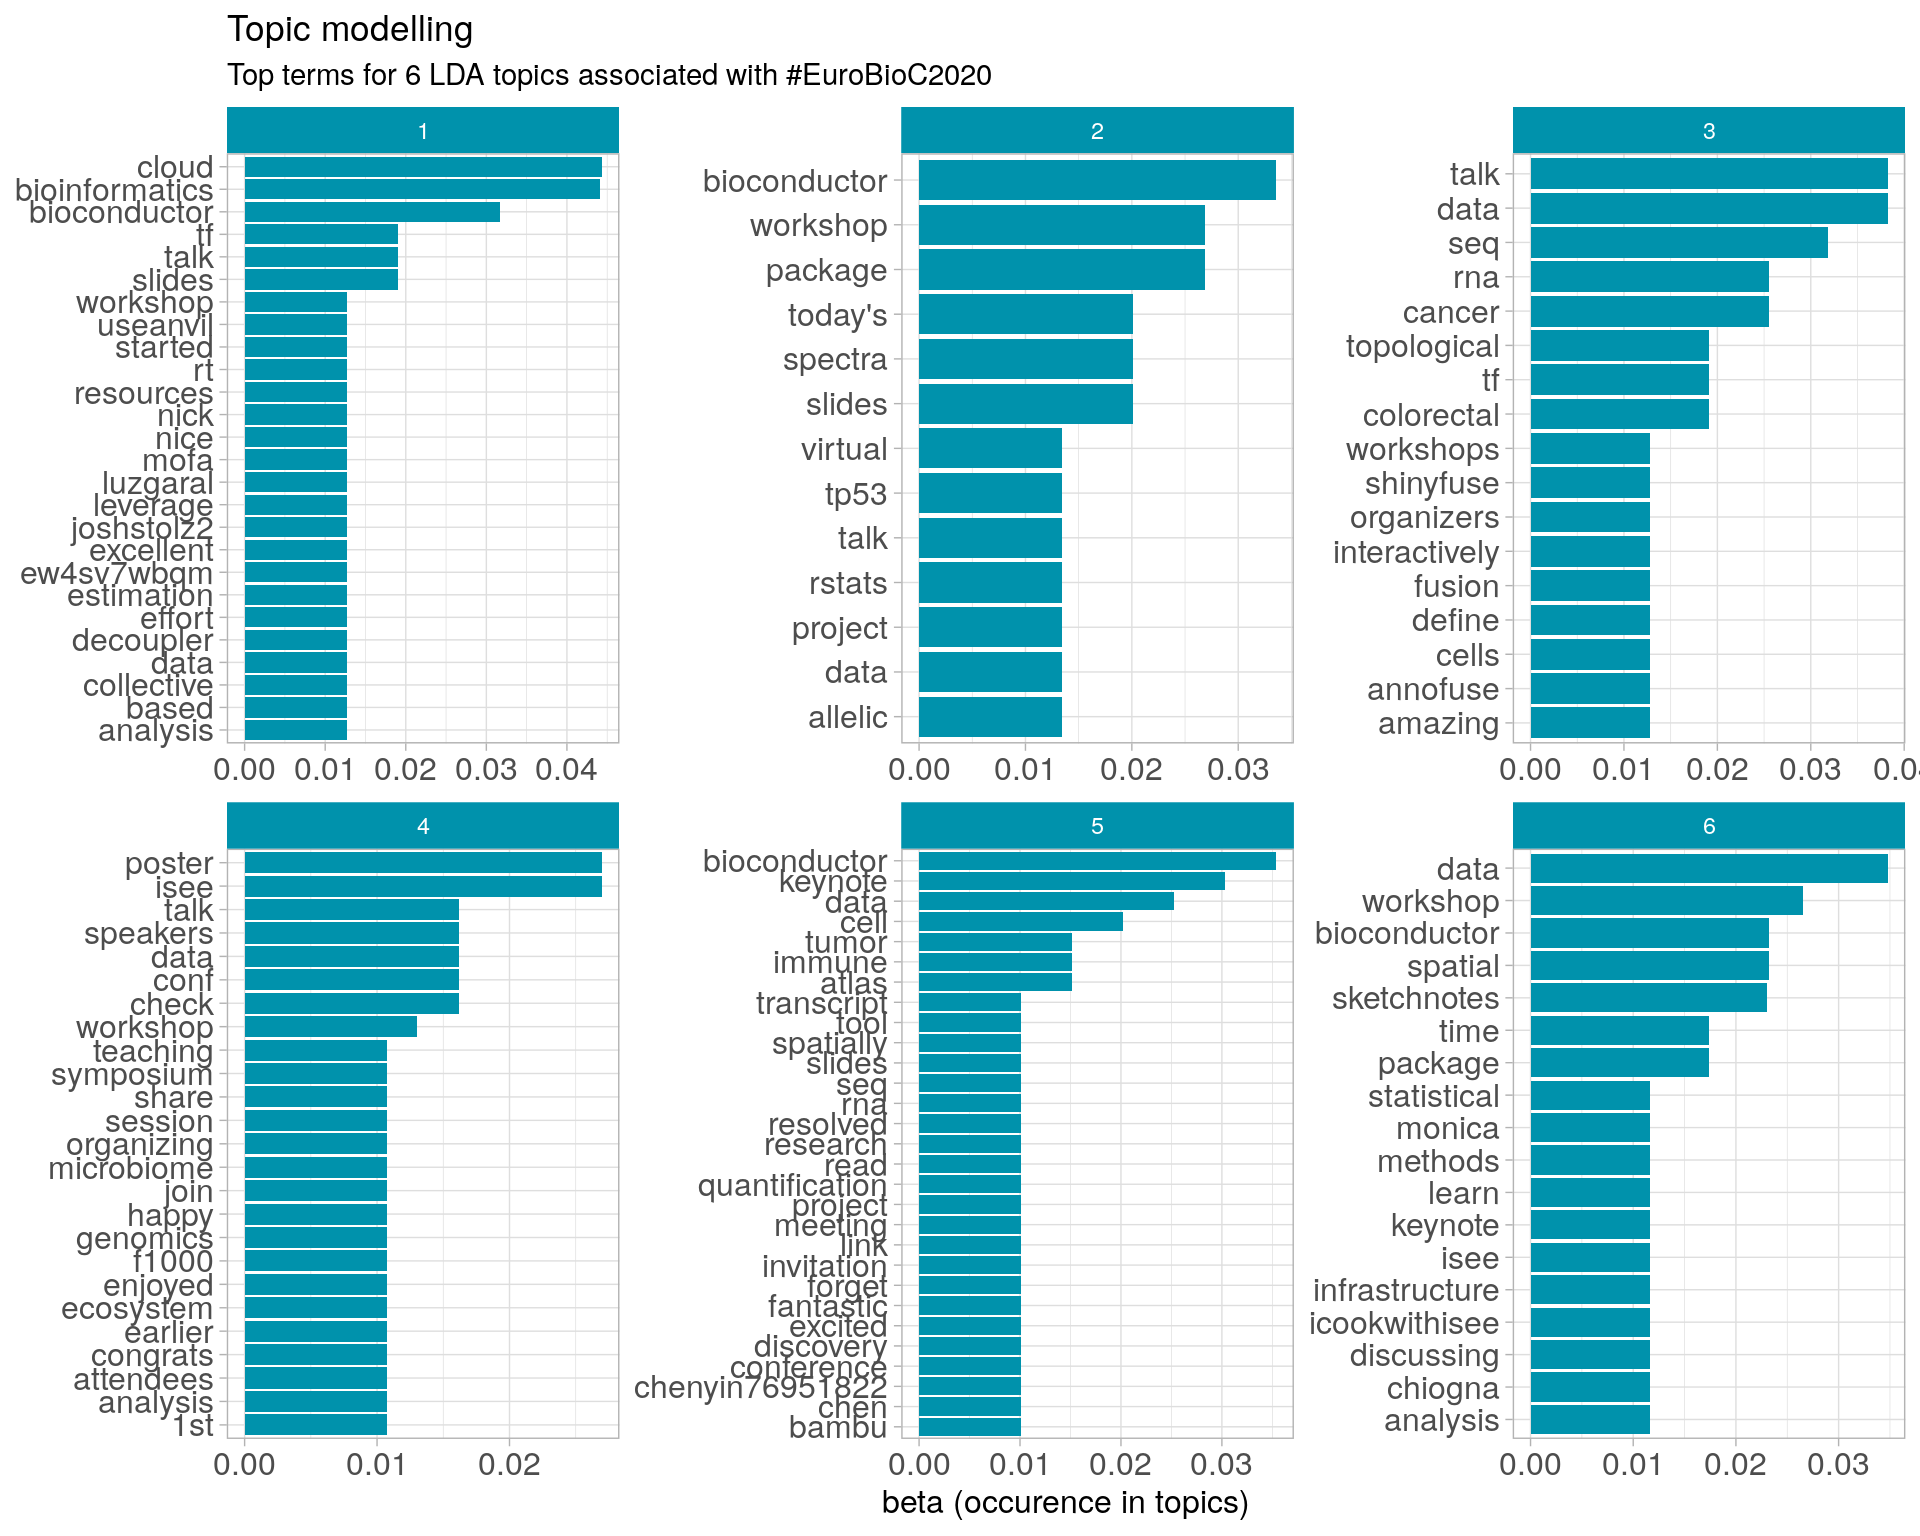 Topic modelling
Top terms for 6 LDA topics associated with #EuroBioC2020
1
cloud
bioinformatics
bioconductor
tf
talk
slides
workshop
useanvil
started
rt
resources
nick
nice
mofa
luzgaral
leverage
joshstolz2
excellent
ew4sv7wbqm
estimation
effort
decoupler
data
collective
based
analysis
0.00 0.01 0.02 0.03 0.04
2
bioconductor
workshop
package
today's
spectra
slides
virtual
tp53
talk
rstats
project
data
allelic
0.00 0.01 0.02 0.03
3
talk
data
seq
rna
cancer
topological
tf
colorectal
workshops
shinyfuse
organizers
interactively
fusion
define
cells
annofuse
amazing
0.00 0.01 0.02 0.03
4
poster
isee
talk
speakers
data
conf
check
workshop
teaching
symposium
share
session
organizing
microbiome
join
happy
genomics
f1000
enjoyed
ecosystem
earlier
congrats
attendees
analysis
1st
0.00 0.01 0.02
5
bioconductor
keynote
data
cell
tumor
immune
atlas
transcript
tool
spatially
slides
seq
rna
resolved
research
read
quantification
project
meeting
link
invitation
forget
fantastic
excited
discovery
conference
chenyin76951822
chen
bambu
0.00 0.01 0.02 0.03
6
data
workshop
bioconductor
spatial
sketchnotes
time
package
statistical
monica
methods
learn
keynote
isee
infrastructure
icookwithisee
discussing
chiogna
analysis
0.00 0.01 0.02 0.03
beta (occurence in topics)